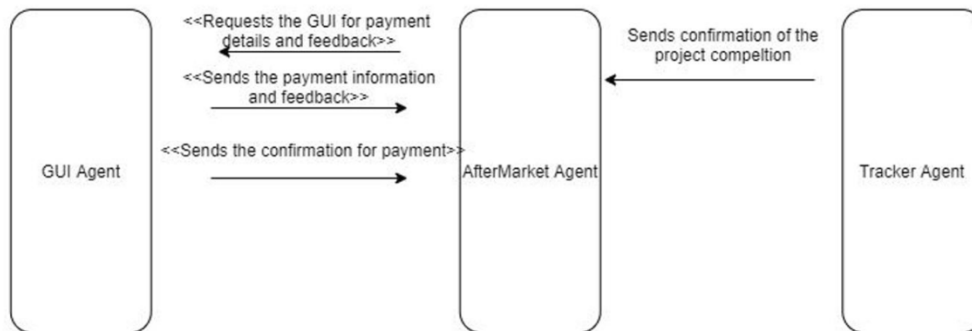 <<Requests the GUI for payment
details and feedback>>
<<Sends the payment information
and feedback>>
<<Sends the confirmation for payment>>
Sends confirmation of the
project compeltion
GUI Agent
AfterMarket Agent
Tracker Agent